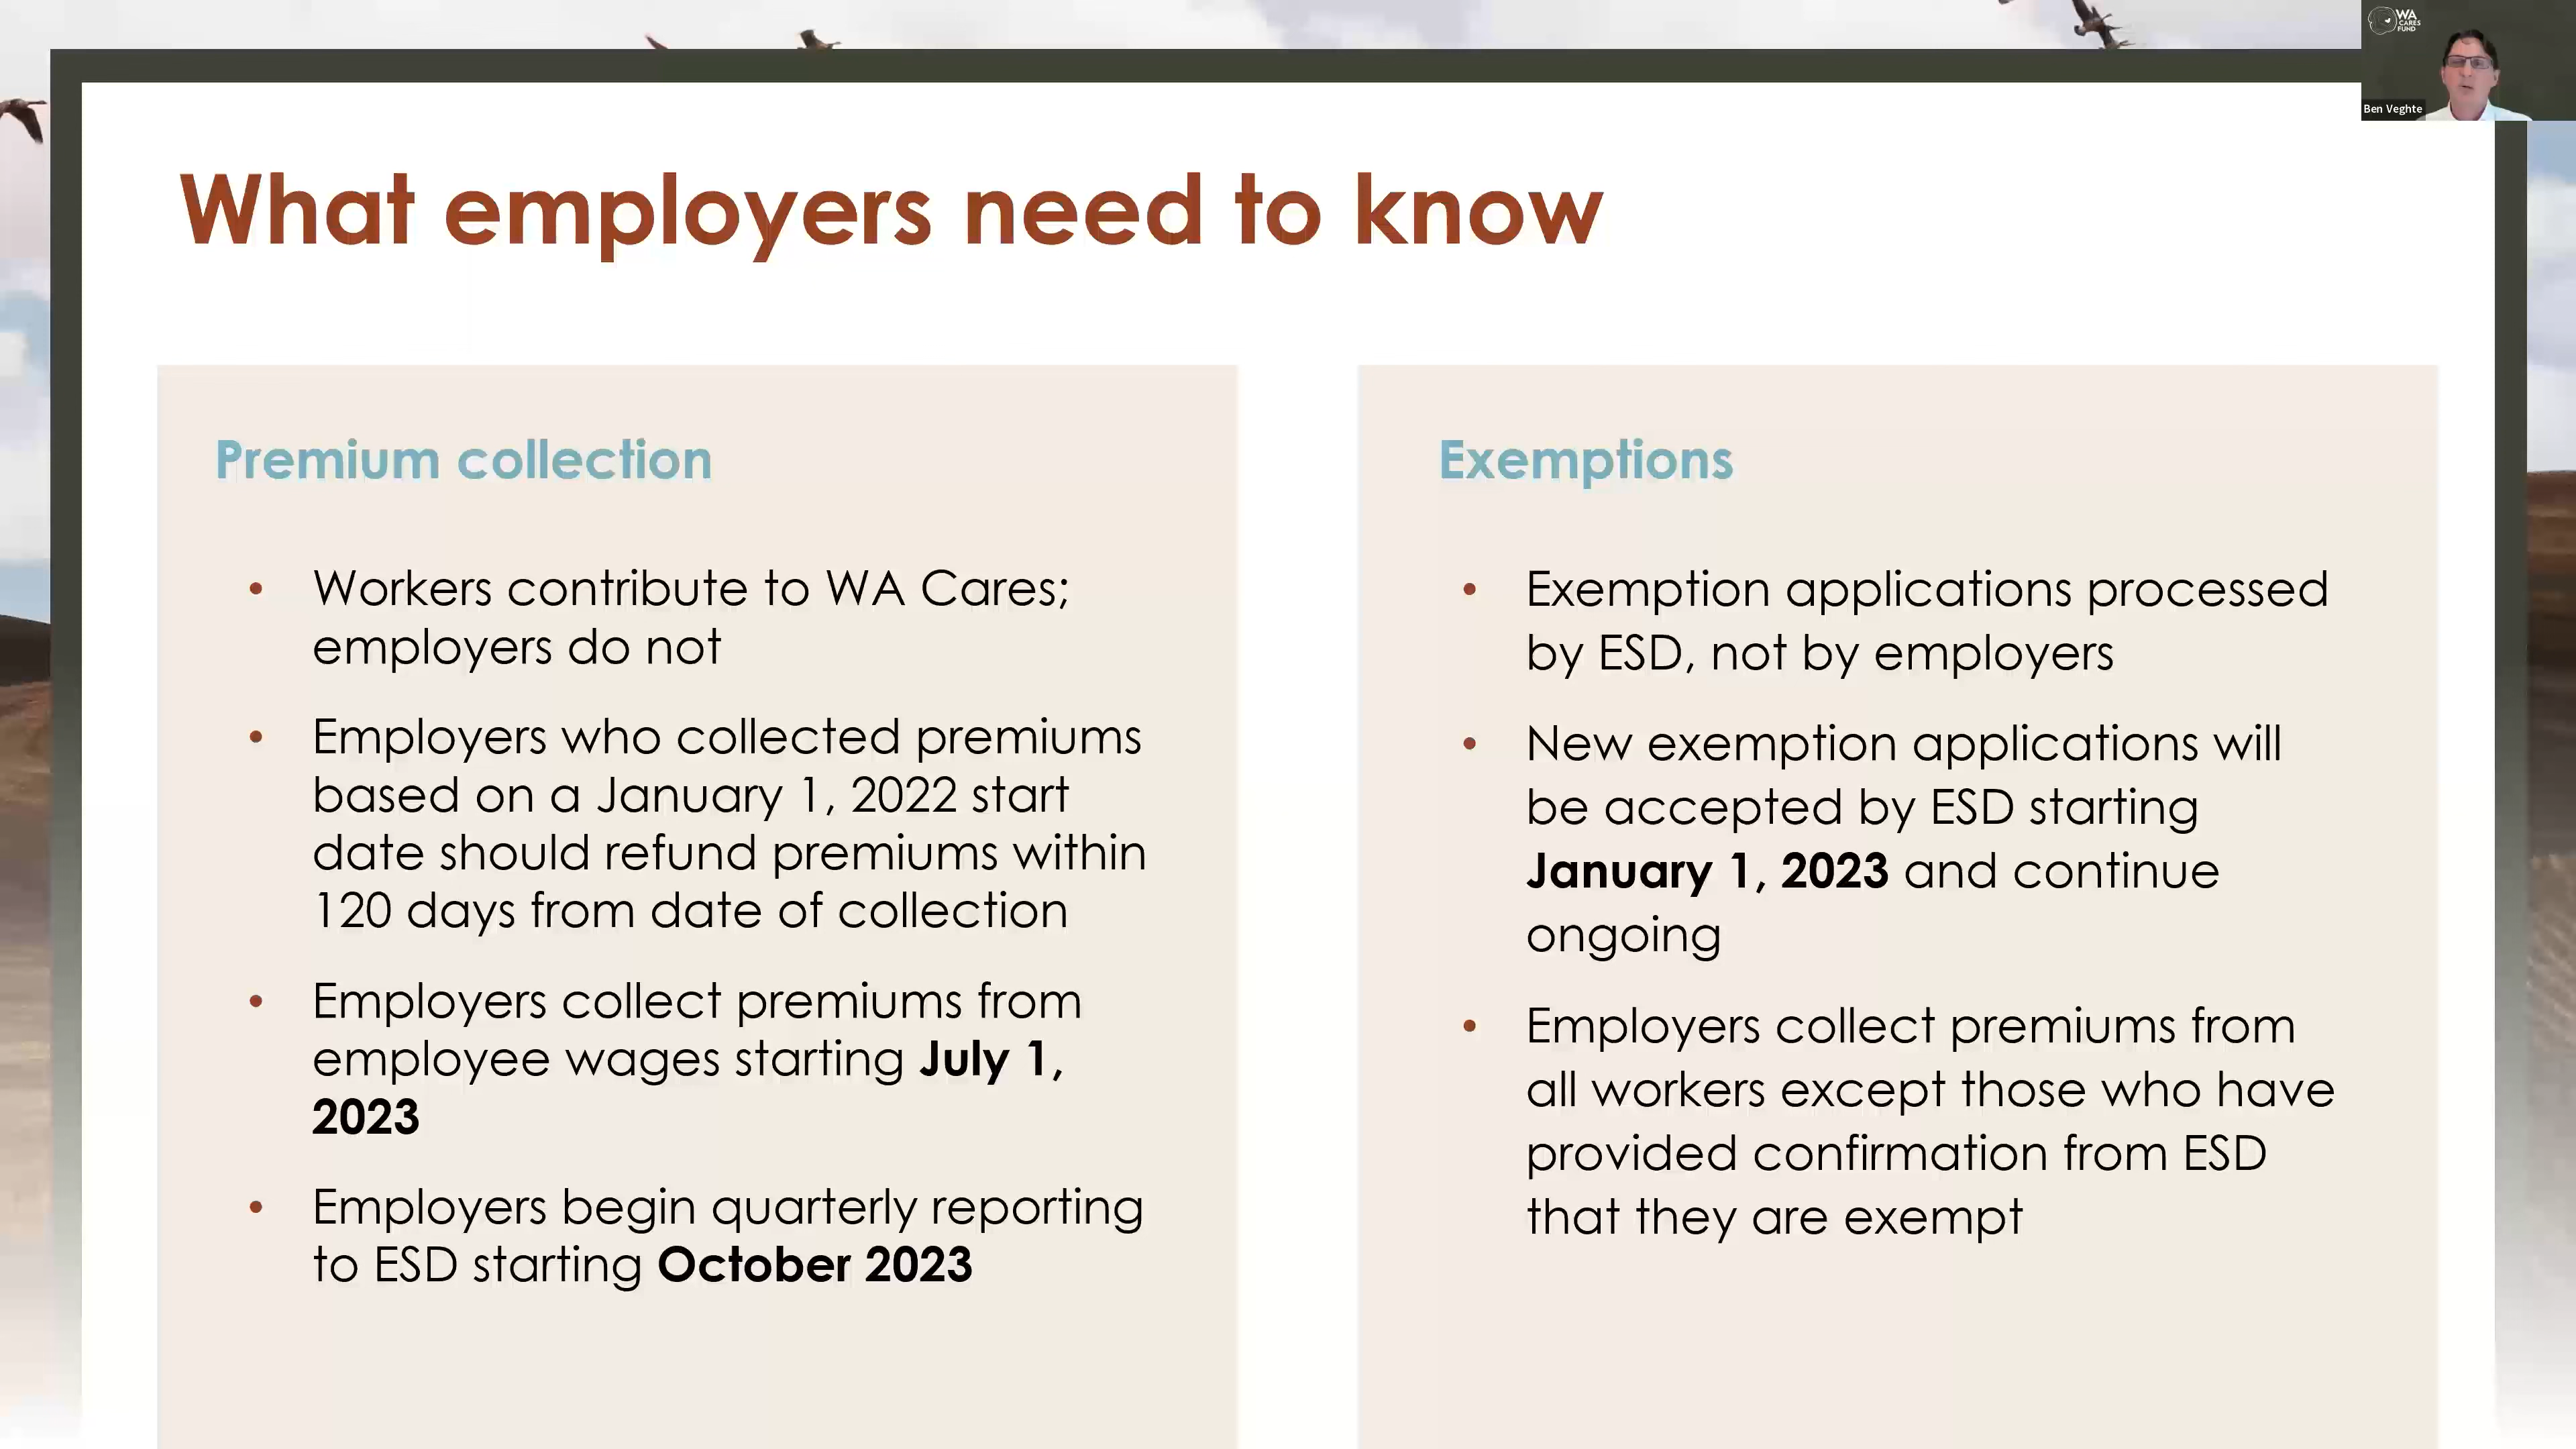 WA
CARES
FUND
Ben Veghte
What employers need to know
Premium collection
• Workers contribute to WA Cares;
employers do not
• Employers who collected premiums
based on a January 1, 2022 start
date should refund premiums within
120 days from date of collection
• Employers collect premiums from
employee wages starting July 1,
2023
• Employers begin quarterly reporting
to ESD starting October 2023
Exemptions
• Exemption applications processed
by ESD, not by employers
• New exemption applications will
be accepted by ESD starting
January 1, 2023 and continue
ongoing
• Employers collect premiums from
all workers except those who have
provided confirmation from ESD
that they are exempt